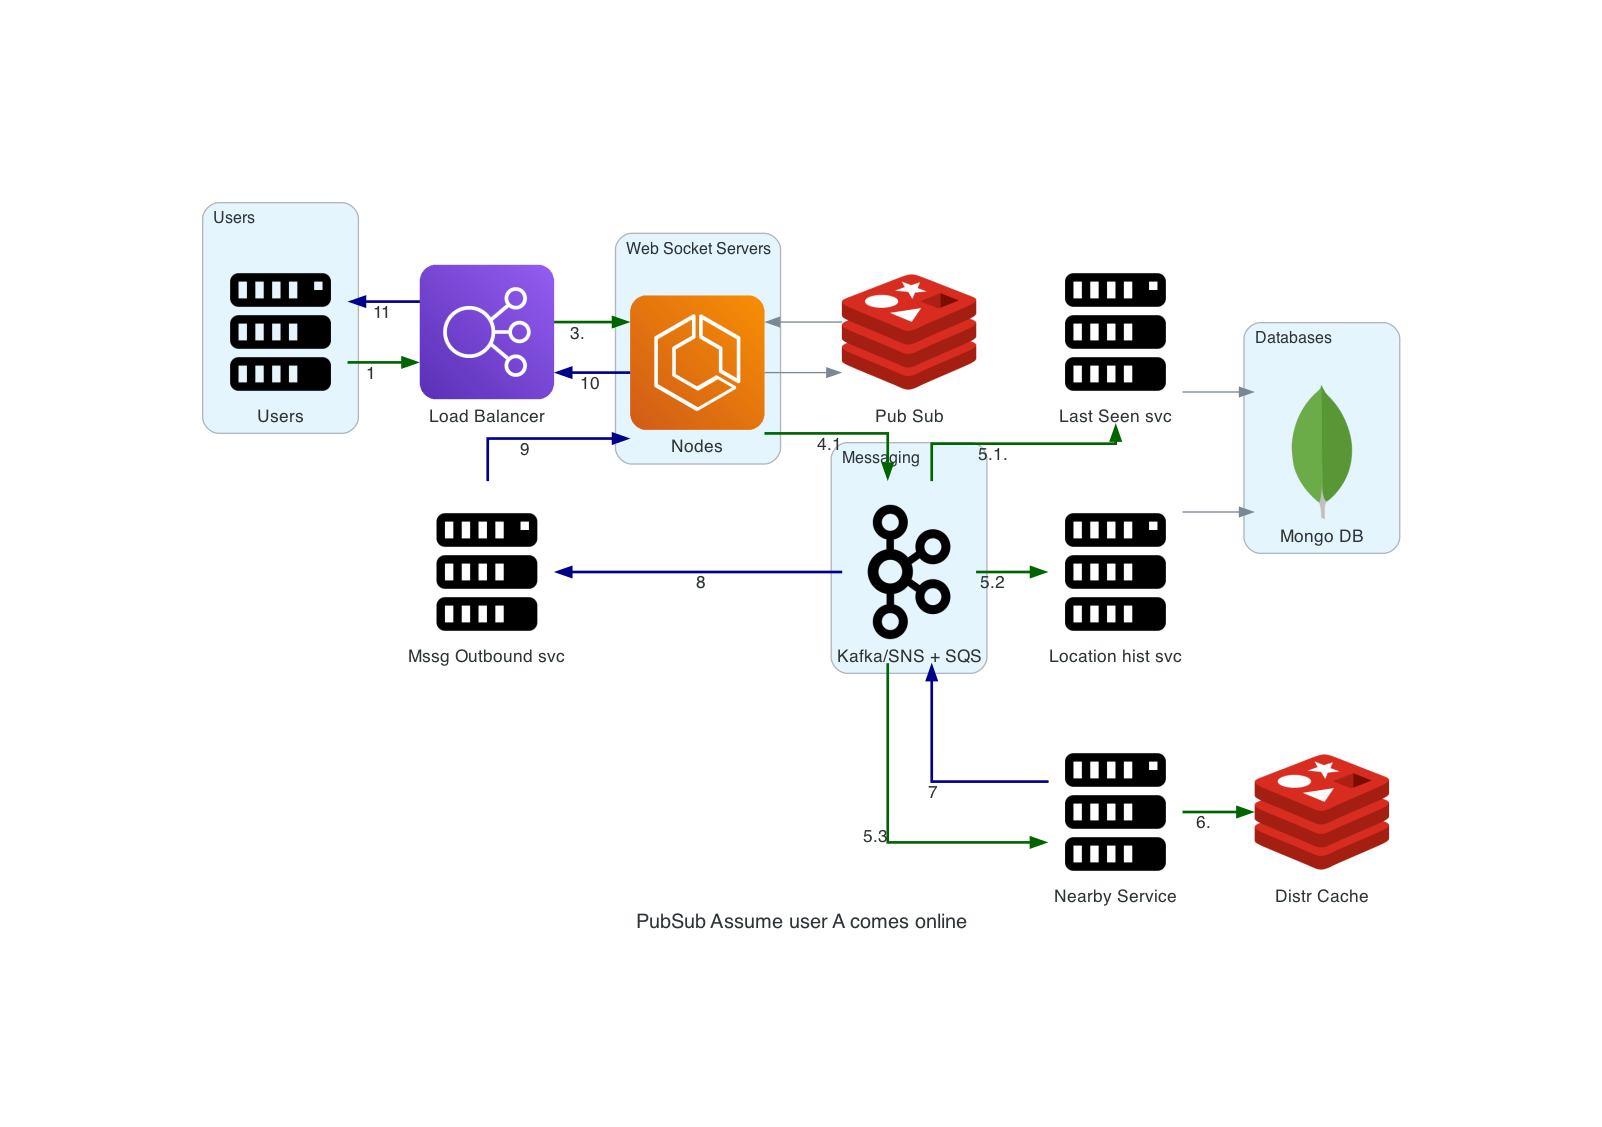 Users
Web Socket Servers
11
1
3.
10
Users
Load Balancer
Nodes
Pub Sub
Last Seen svc
Databases
Mongo DB
9
4.1
Messaging
5.1.
8
5.2
Mssg Outbound svc
Kafka/SNS + SQS
Location hist svc
7
5.3
6.
Nearby Service
Distr Cache
PubSub Assume user A comes online